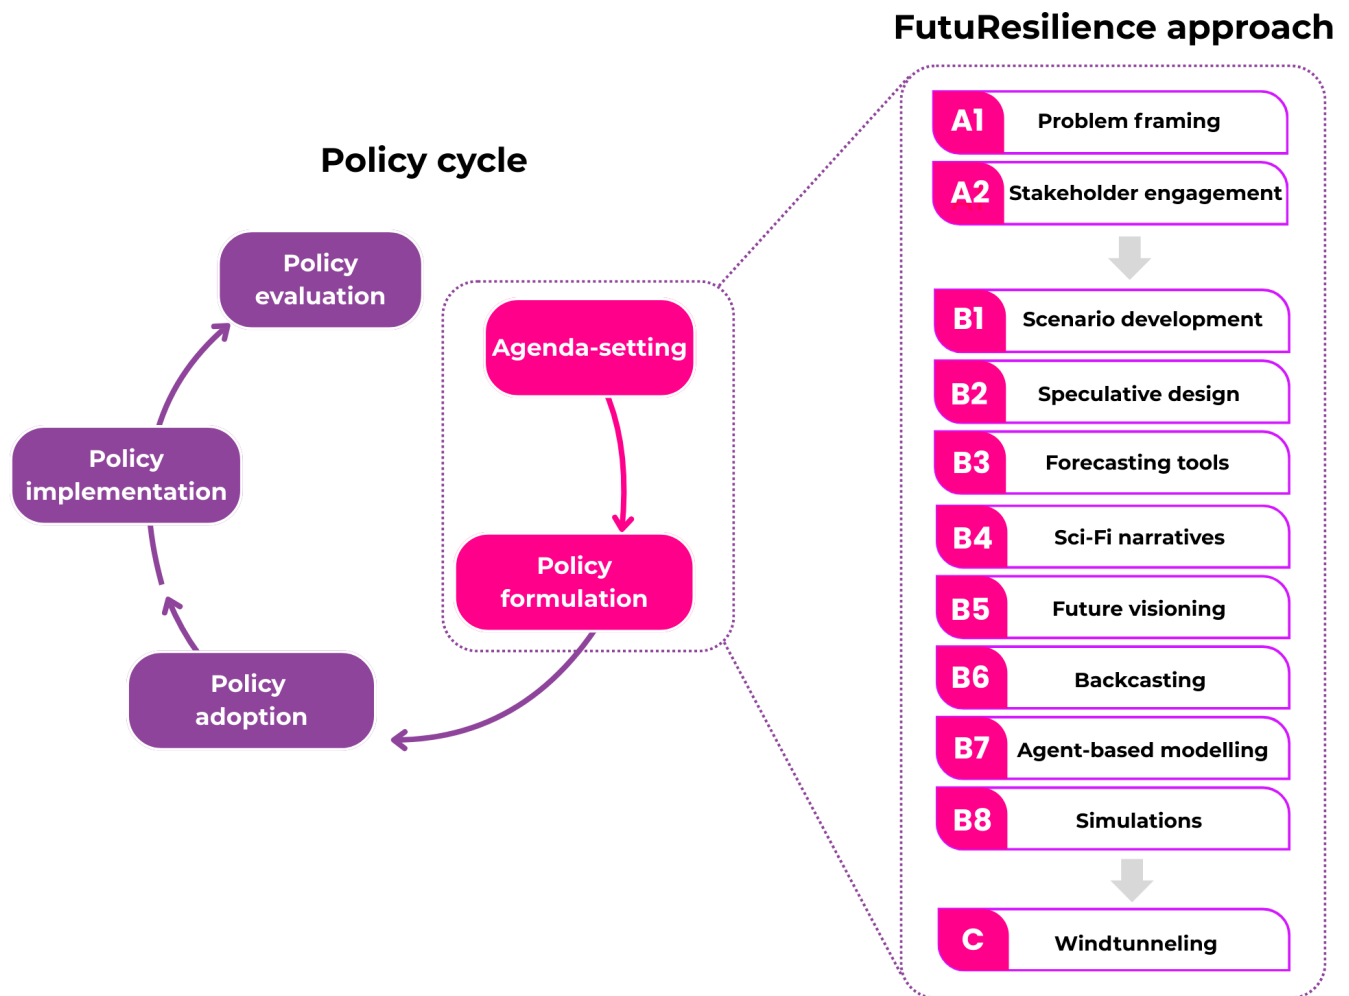 FutuResilience approach
Policy cycle
Policy
evaluation
Agenda-setting
Policy
implementation
Policy
formulation
Policy
adoption
A1 Problem framing
A2 Stakeholder engagement
B1 Scenario development
B2 Speculative design
B3 Forecasting tools
B4 Sci-Fi narratives
B5 Future visioning
B6 Backcasting
B7 Agent-based modelling
B8 Simulations
C Windtunneling